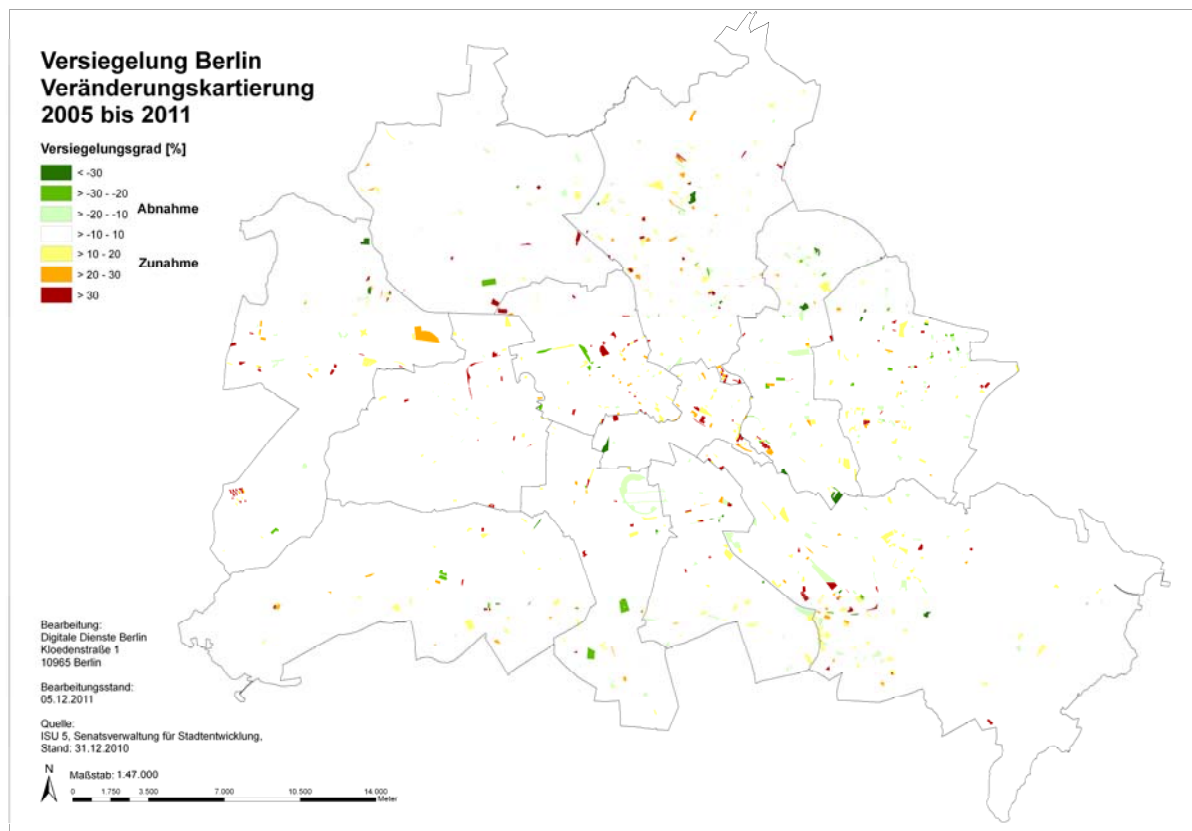 Versiegelung Berlin
Veränderungskartierung
2005 bis 2011
Versiegelungsgrad [%]
< -30
> -30 - -20
> -20 - -10
Abnahme
> -10 - 10
> 10 - 20
Zunahme
> 20 - 30
> 30
Bearbeitung:
Digitale Dienste Berlin
Kloedenstraße 1
10965 Berlin
Bearbeitungsstand:
05.12.2011
Quelle:
ISU 5, Senatsverwaltung für Stadtentwicklung,
Stand: 31.12.2010
N
Maßstab: 1:47.000
0 1.750 3.500 7.000 10.500 14.000
Meter